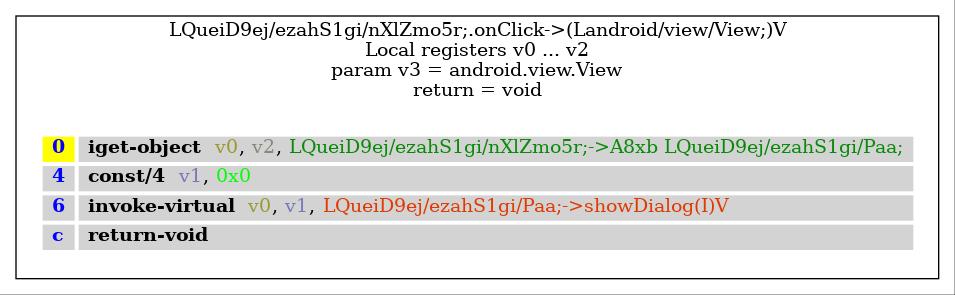 LQueiD9ej/ezahS1gi/nXlZmo5r;.onClick->(Landroid/view/View;)V
Local registers v0 ... v2
param v3 = android.view.View
return = void
0 iget-object v0, v2, LQueiD9ej/ezahS1gi/nXlZmo5r;->A8xb LQueiD9ej/ezahS1gi/Paa;
4 const/4 v1, 0x0
6 invoke-virtual v0, v1, LQueiD9ej/ezahS1gi/Paa;->showDialog(I)V
c return-void